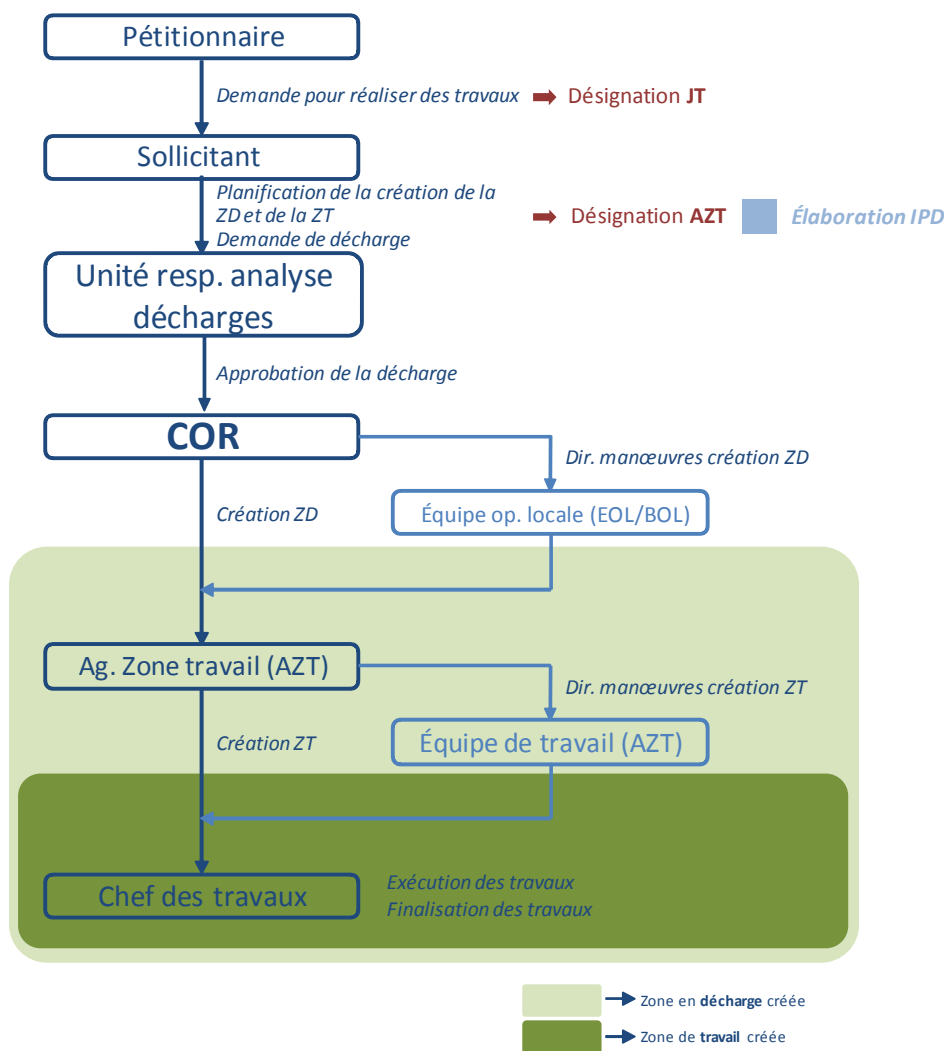 Pétitionnaire
Demande pour réaliser des travaux
Désignation JT
Sollicitant
Planification de la création de la
ZD et de la ZT
Demande de décharge
Désignation AZT
Élaboration IPD
Unité resp. analyse
décharges
Approbation de la décharge
COR
Dir. manœuvres création ZD
Création ZD
Équipe op. locale (EOL/BOL)
Ag. Zone travail (AZT)
Dir. manœuvres création ZT
Création ZT
Équipe de travail (AZT)
Chef des travaux
Exécution des travaux
Finalisation des travaux
Zone en décharge créée
Zone de travail créée